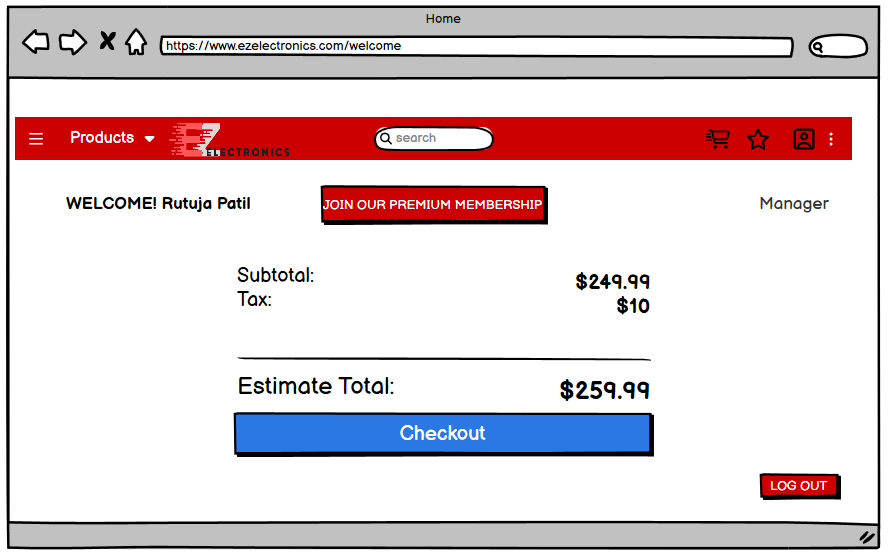 Home
https://www.ezelectronics.com/welcome
Products
EZ
ELECTRONICS
search
WELCOME! Rutuja Patil
JOIN OUR PREMIUM MEMBERSHIP
Manager
Subtotal: $249.99
Tax: $10
Estimate Total: $259.99
Checkout
LOG OUT